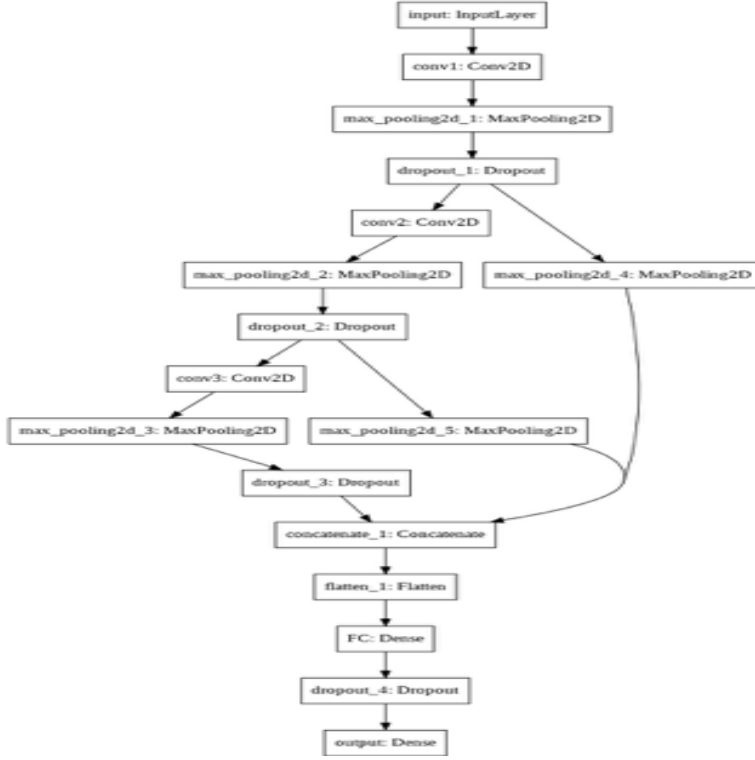 input: InputLayer
conv1: Conv2D
max_pooling2d_1: MaxPooling2D
dropout_1: Dropout
conv2: Conv2D
max_pooling2d_2: MaxPooling2D
max_pooling2d_4: MaxPooling2D
dropout_2: Dropout
conv3: Conv2D
max_pooling2d_3: MaxPooling2D
max_pooling2d_5: MaxPooling2D
dropout_3: Dropout
concatenate_1: Concatenate
flatten_1: Flatten
FC: Dense
dropout_4: Dropout
output: Dense